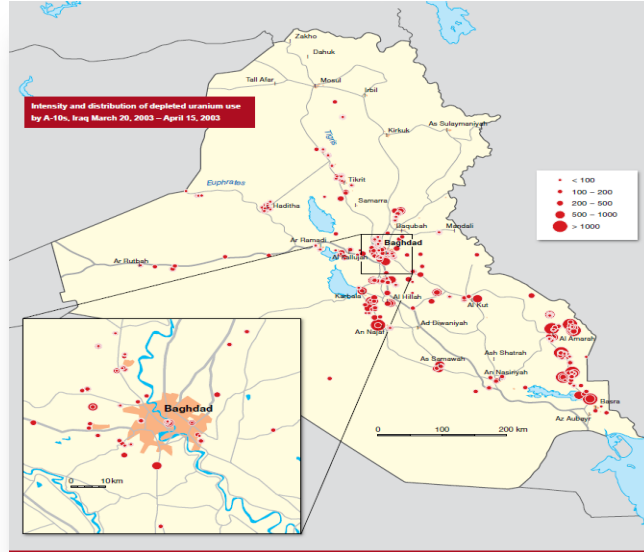 Zakho
Dahuk
Tall Afar
Mosul
Irbil
Intensity and distribution of depleted uranium use
by A-10s, Iraq March 20, 2003 – April 15, 2003
Kirkuk
As Sulaymaniyah
Tigris
Euphrates
Tikrit
Haditha
Samarra
< 100
100 – 200
200 – 500
500 – 1000
> 1000
Baqubah
Mandali
Ar Ramadi
Baghdad
Al Fallujah
Ar Rutbah
Karbala
Al Hillah
Al Kut
An Najaf
Ad Diwaniyah
Al Amarah
As Samawah
Ash Shatrah
An Nasiriyah
Basra
Az Zubayr
0 100 200 km
Baghdad
0 10km